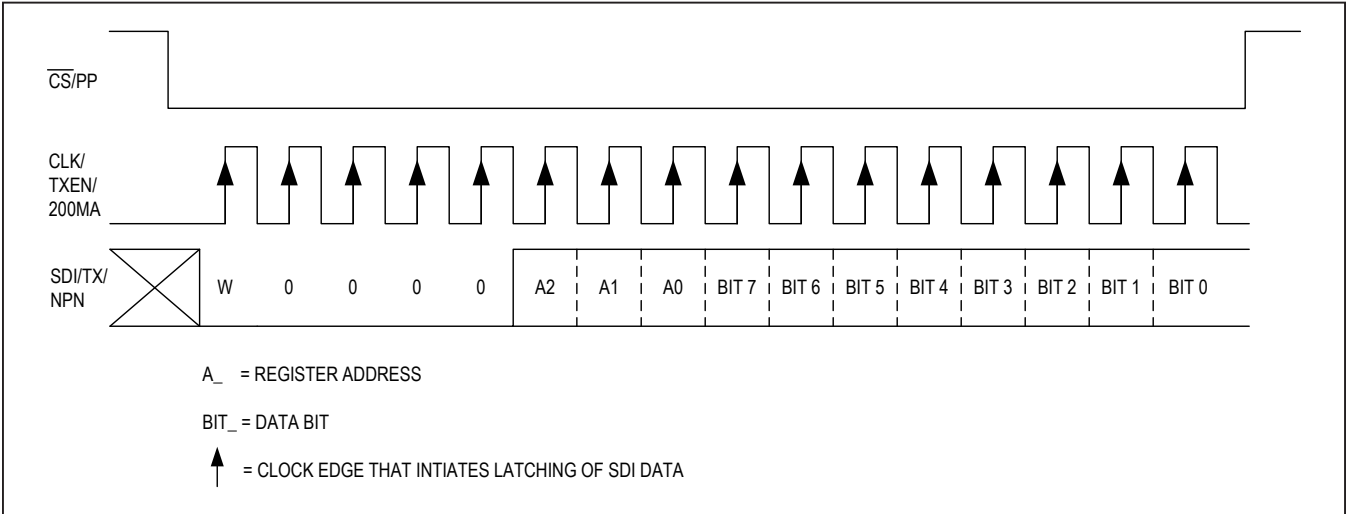 CS/PP
CLK/
TXEN/
200MA
SDI/TX/
NPN
W 0 0 0 0 A2 A1 A0 BIT 7 BIT 6 BIT 5 BIT 4 BIT 3 BIT 2 BIT 1 BIT 0
A_ = REGISTER ADDRESS
BIT_ = DATA BIT
= CLOCK EDGE THAT INTIATES LATCHING OF SDI DATA